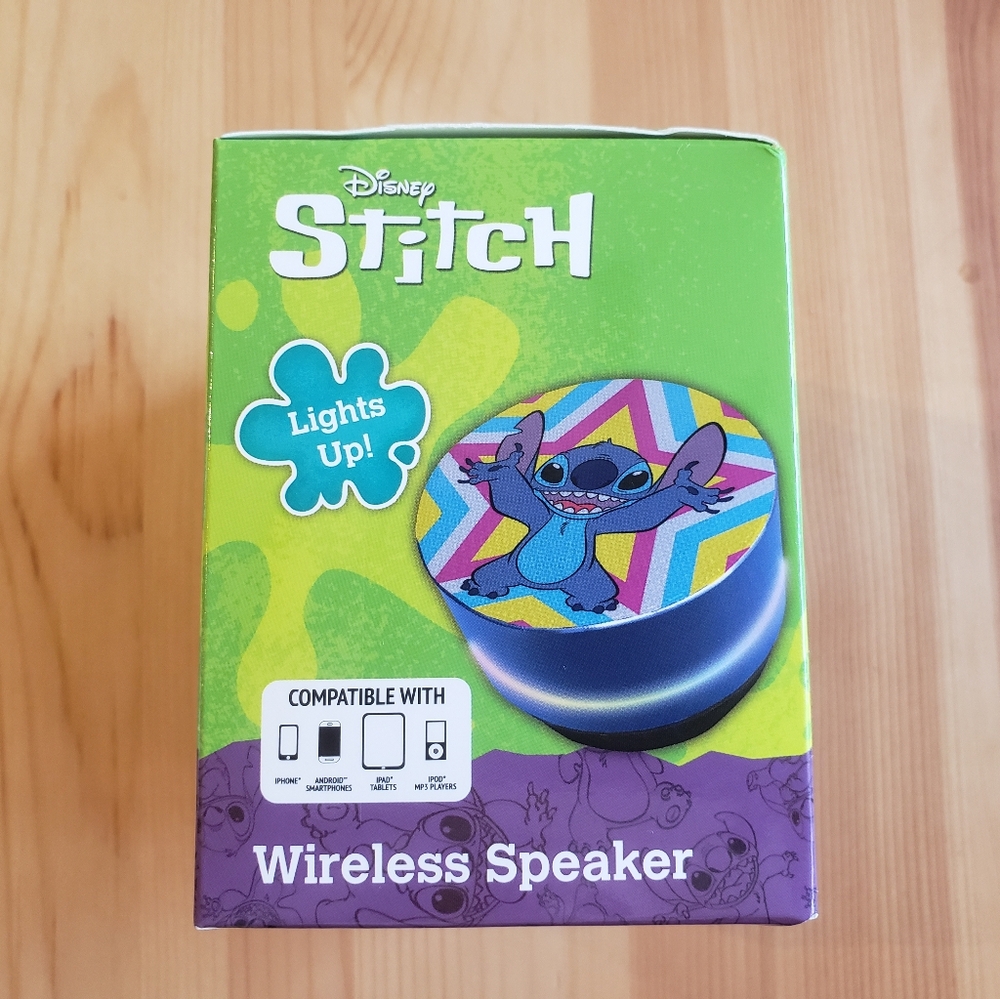 Disney
Stitch
Lights
Up!
COMPATIBLE WITH
IPHONE®
ANDROID™
SMARTPHONES
IPAD®
TABLETS
IPOD®
MP3 PLAYERS
Wireless Speaker